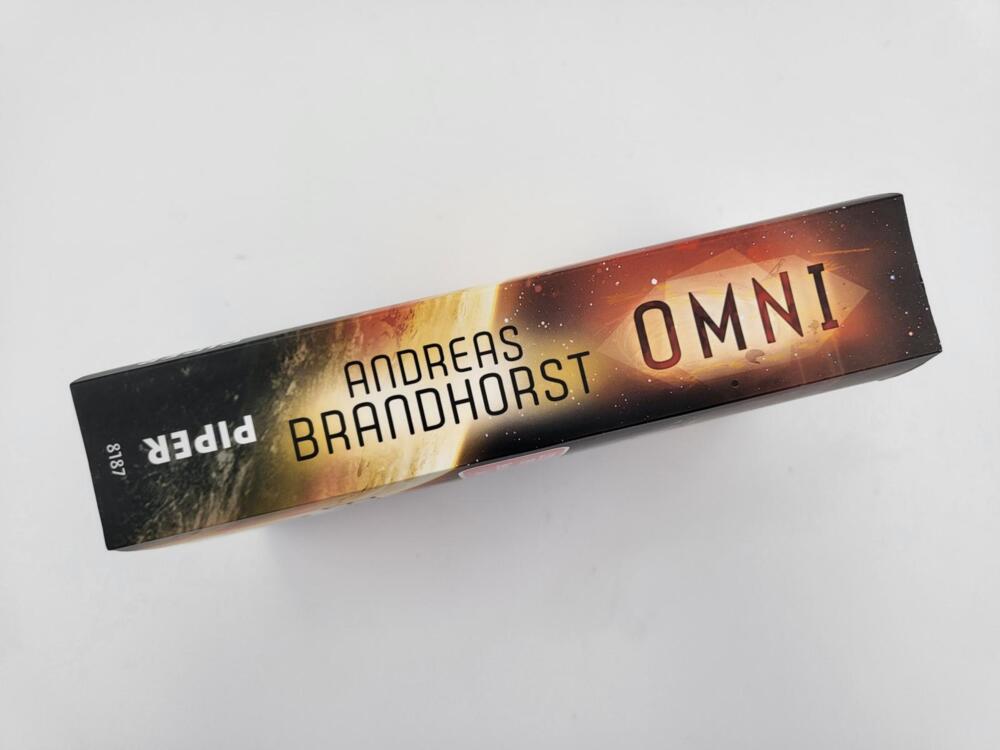 ANDREAS
BRANDHORST
OMNI
PIPER
8187